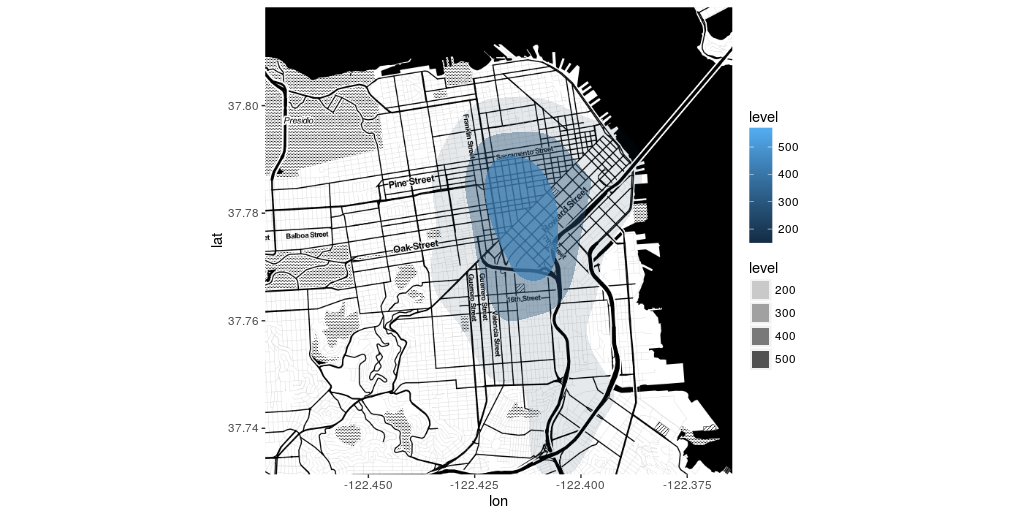 Presidio
Franklin Street
Sacramento Street
Pine Street
Balboa Street
Oak Street
Guerrero Street
16th Street
Valencia Street
37.80
37.78
37.76
37.74
lat
-122.450
-122.425
-122.400
-122.375
lon
level
500
400
300
200
level
200
300
400
500